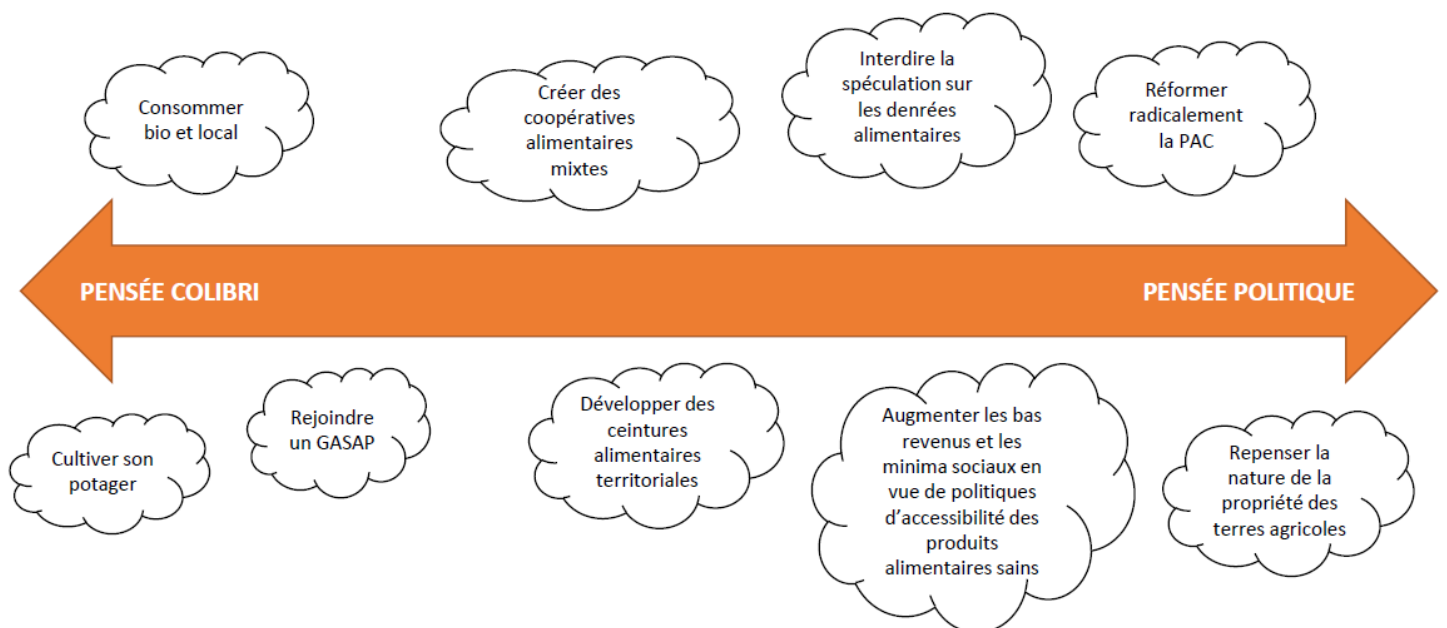 Consommer
bio et local
Créer des
coopératives
alimentaires
mixtes
Interdire la
spéculation sur
les denrées
alimentaires
Réformer
radicalement
la PAC
PENSÉE COLIBRI
PENSÉE POLITIQUE
Cultiver son
potager
Rejoindre
un GASAP
Développer des
ceintures
alimentaires
territoriales
Augmenter les bas
revenus et les
minima sociaux en
vue de politiques
d’accessibilité des
produits
alimentaires sains
Repenser la
nature de la
propriété des
terres agricoles